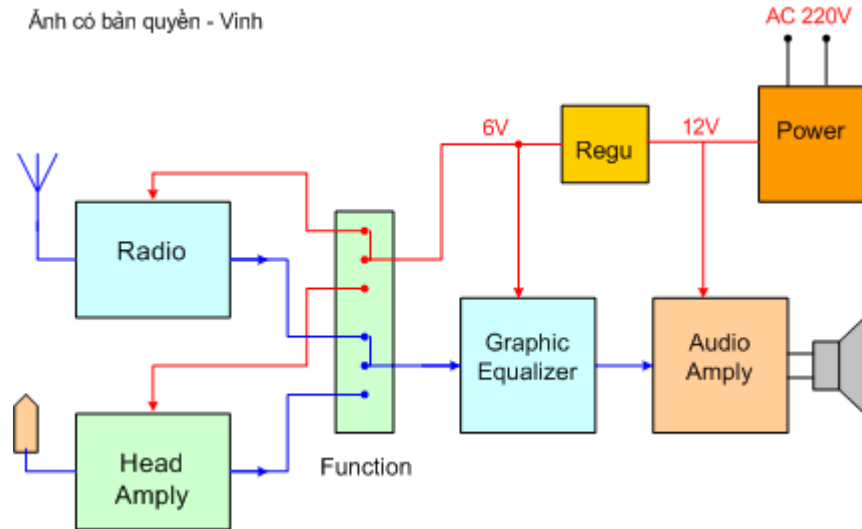 Ảnh có bản quyền - Vinh
AC 220V
6V
Regu
12V
Power
Radio
Graphic
Equalizer
Audio
Amply
Head
Amply
Function